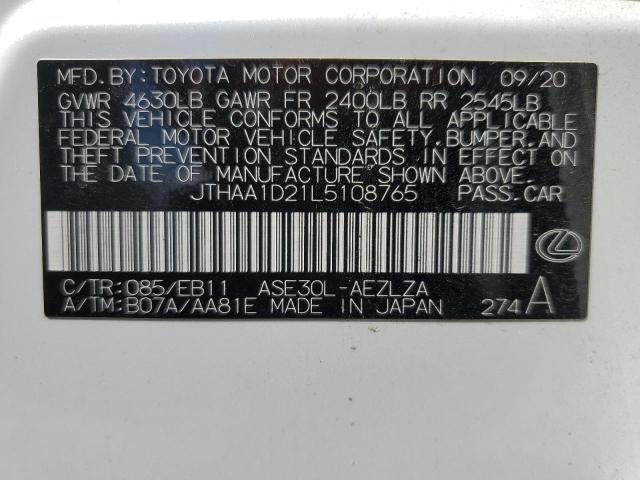 MFD.BY:TOYOTA MOTOR CORPORATION 09/20
GVWR 4630LB GAWR FR 2400LB RR 2545LB
THIS VEHICLE CONFORMS TO ALL APPLICABLE
FEDERAL MOTOR VEHICLE SAFETY,BUMPER,AND
THEFT PREVENTION STANDARDS IN EFFECT ON
THE DATE OF MANUFACTURE SHOWN ABOVE.
JTHAA1D21L5108765 PASS.CAR
C/TR:085/EB11 ASE30L-AEZLZA
A/TM:B07A/AA81E MADE IN JAPAN 274 A